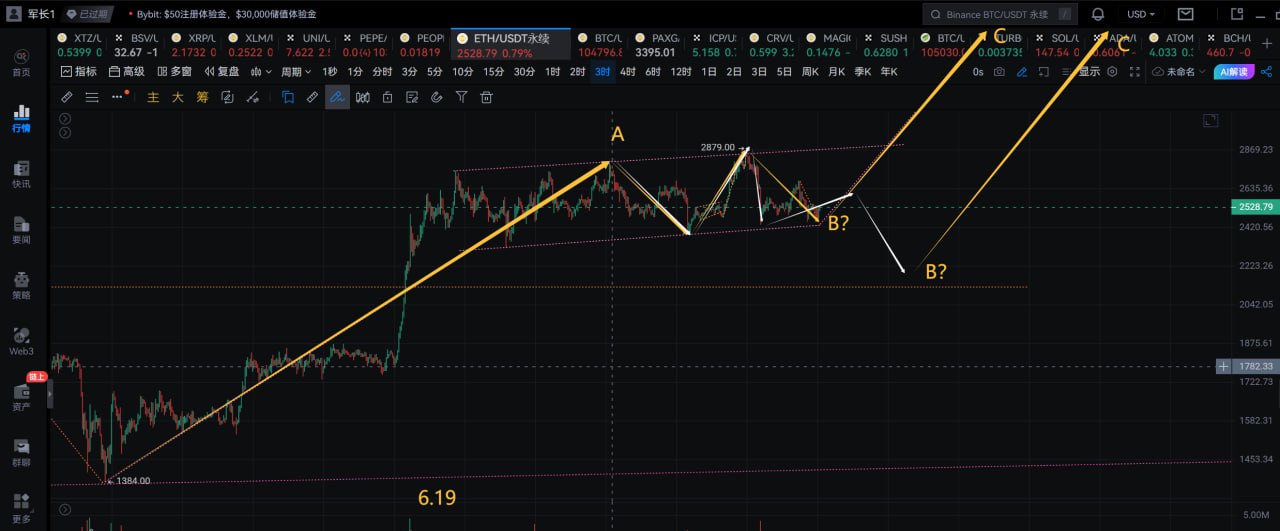 军长1 已过期 • Bybit: $50注册体验金，$30,000储值体验金 Binance BTC/USDT 永续 / USD
XTZ/U BSV/U XRP/U XLM/U UNI/U PEPE/ PEOPI ETH/USDT永续 BTC/U PAXG ICP/U CRV/U MAGIC SUSH BTC/U TURB SOL/U ADA/U ATOM BCH/U
0.5399 32.67 -1 2.1732 0.2522 7.622 0.01819 2528.79 0.79% 104796.8 3395.01 5.158 0.599 0.1476 0.6280 105030 0.003735 147.54 0.6061 4.033 460.7
首页 指标 高级 多窗 复盘 周期 1秒 1分 3分 5分 10分 15分 30分 1时 2时 3时 4时 6时 12时 1日 2日 3日 5日 周K 月K 季K 年K 0s 显示 未命名 AI解读
主 大 筹
行情
快讯
要闻
策略
Web3
链上
资产
群聊
更多
C
C
A
2879.00
B?
B?
1384.00
6.19
2869.23
2635.36
2528.79
2420.56
2223.26
2042.05
1875.61
1782.33
1722.73
1582.31
1453.34
5.00M